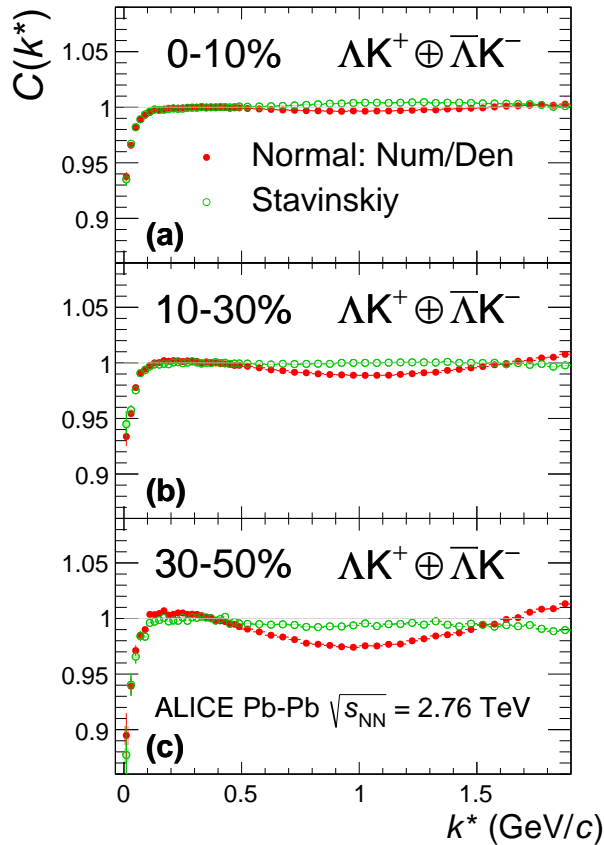 C(k*)
1.05
0-10% ΛK⁺ ⊕ Λ̅K⁻
1
Normal: Num/Den
0.95
Stavinskiy
0.9
(a)
1.05
10-30% ΛK⁺ ⊕ Λ̅K⁻
1
0.95
0.9
(b)
1.05
30-50% ΛK⁺ ⊕ Λ̅K⁻
1
0.95
ALICE Pb-Pb √sNN = 2.76 TeV
0.9
(c)
0 0.5 1 1.5
k* (GeV/c)